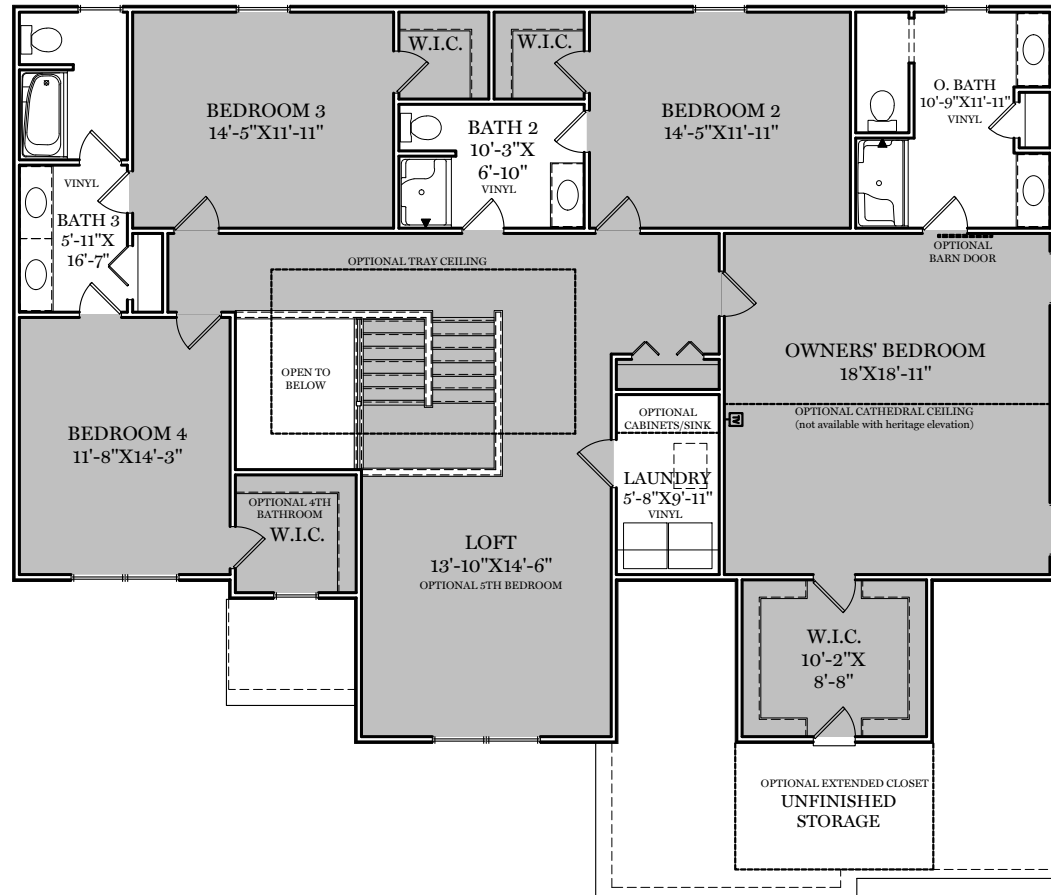 W.I.C.
W.I.C.
BEDROOM 3
14'-5"X11'-11"
BATH 2
10'-3"X
6'-10"
VINYL
BEDROOM 2
14'-5"X11'-11"
O. BATH
10'-9"X11'-11"
VINYL
VINYL
BATH 3
5'-11"X
16'-7"
OPTIONAL TRAY CEILING
OPTIONAL
BARN DOOR
OPEN TO
BELOW
OWNERS' BEDROOM
18'X18'-11"
OPTIONAL CATHEDRAL CEILING
(not available with heritage elevation)
BEDROOM 4
11'-8"X14'-3"
OPTIONAL
CABINETS/SINK
LAUNDRY
5'-8"X9'-11"
VINYL
OPTIONAL 4TH
BATHROOM
W.I.C.
LOFT
13'-10"X14'-6"
OPTIONAL 5TH BEDROOM
W.I.C.
10'-2"X
8'-8"
OPTIONAL EXTENDED CLOSET
UNFINISHED
STORAGE